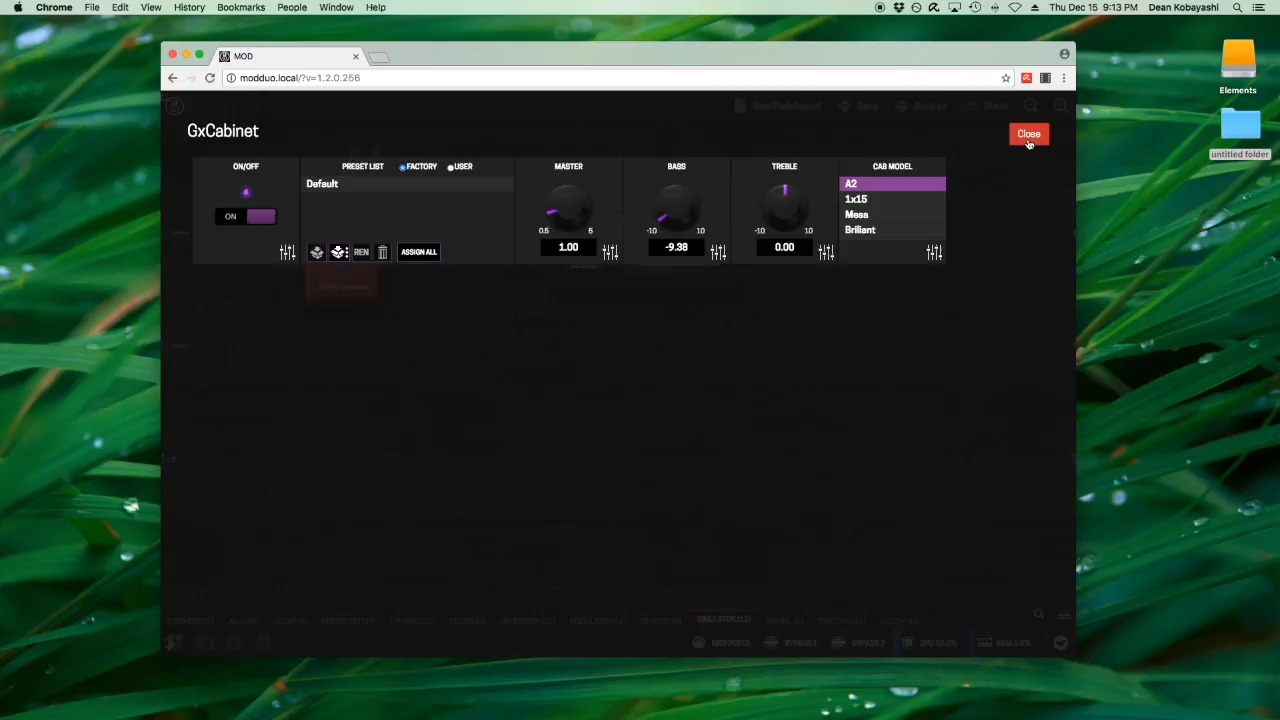 Chrome File Edit View History Bookmarks People Window Help Thu Dec 15 9:13 PM Dean Kobayashi
MOD
modduo.local/?v=1.2.0.256
Elements
untitled folder
GxCabinet
Close
ON/OFF PRESET LIST FACTORY USER MASTER BASS TREBLE CAB MODEL
Default
A2
1x15
Mesa
Briliant
ON
0.5 5 -10 10 -10 10
REN ASSIGN ALL 1.00 -9.38 0.00